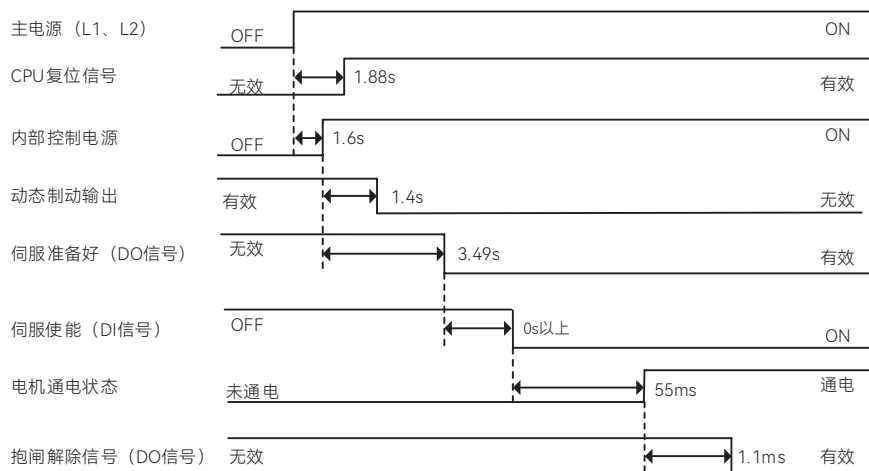 主电源（L1、L2）
OFF
ON
CPU复位信号
无效
1.88s
有效
内部控制电源
OFF
1.6s
ON
动态制动输出
有效
1.4s
无效
伺服准备好（DO信号）
无效
3.49s
有效
伺服使能（DI信号）
OFF
0s以上
ON
电机通电状态
未通电
55ms
通电
抱闸解除信号（DO信号）
无效
1.1ms
有效